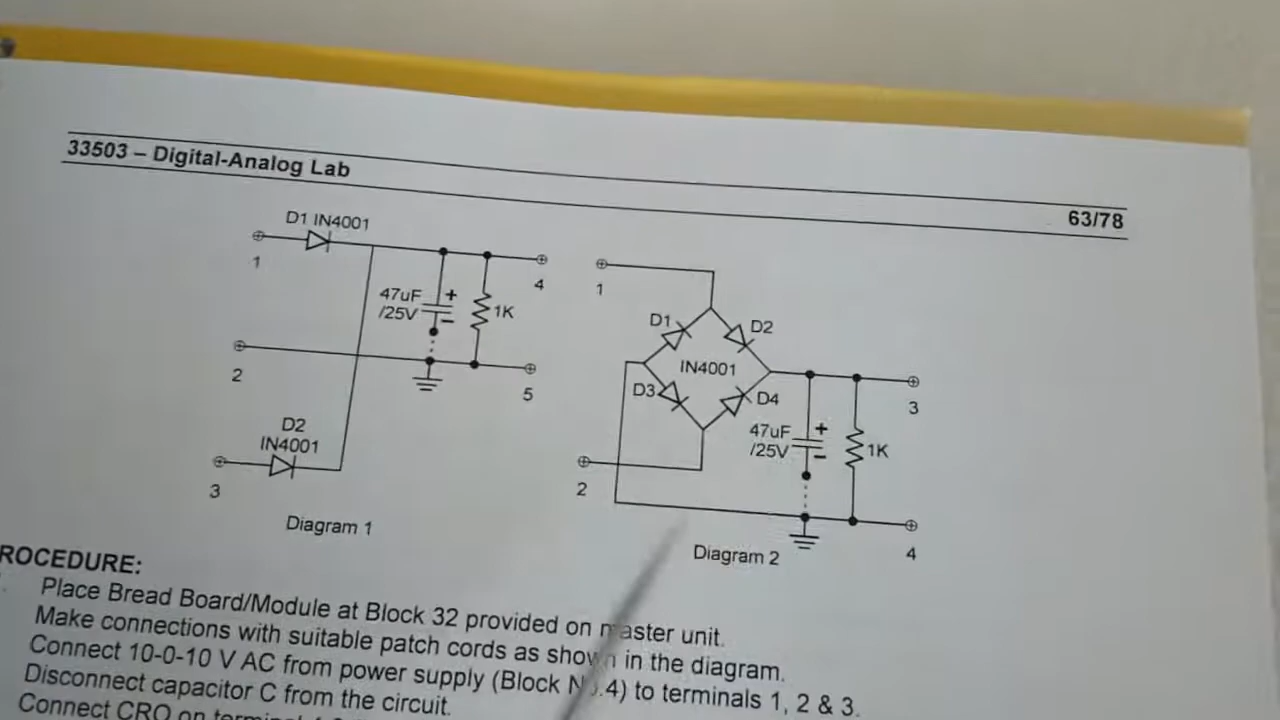 33503 – Digital-Analog Lab
63/78
D1 IN4001
1
47uF
/25V
+
–
1K
4
2
5
D2
IN4001
3
Diagram 1
1
D1
D2
IN4001
D3
D4
3
47uF
/25V
+
–
1K
2
4
Diagram 2
ROCEDURE:
Place Bread Board/Module at Block 32 provided on master unit.
Make connections with suitable patch cords as shown in the diagram.
Connect 10-0-10 V AC from power supply (Block No.4) to terminals 1, 2 & 3.
Disconnect capacitor C from the circuit.
Connect CRO on